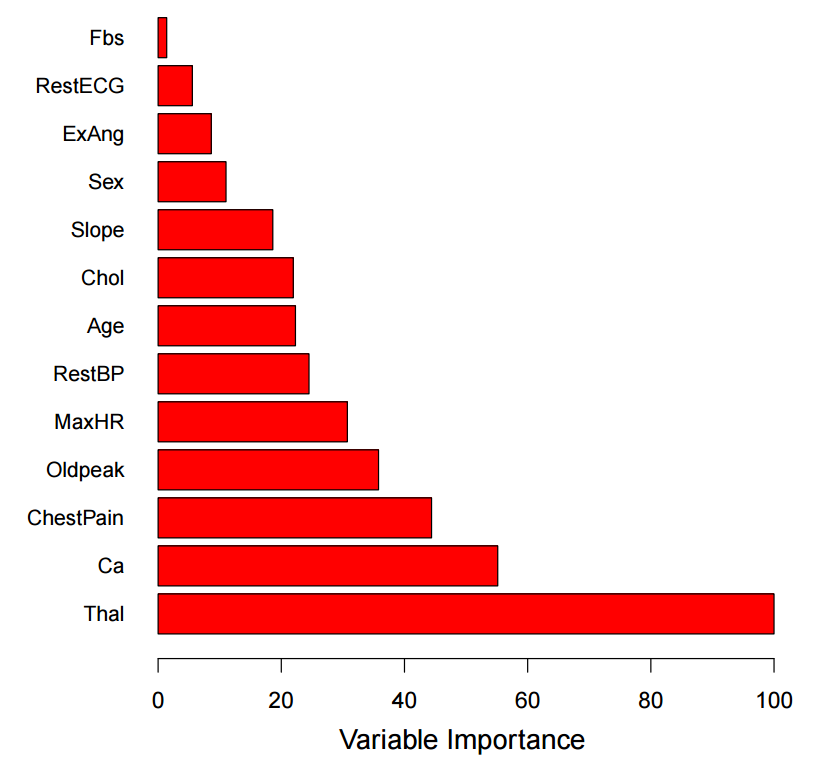 Fbs
RestECG
ExAng
Sex
Slope
Chol
Age
RestBP
MaxHR
Oldpeak
ChestPain
Ca
Thal
0 20 40 60 80 100
Variable Importance